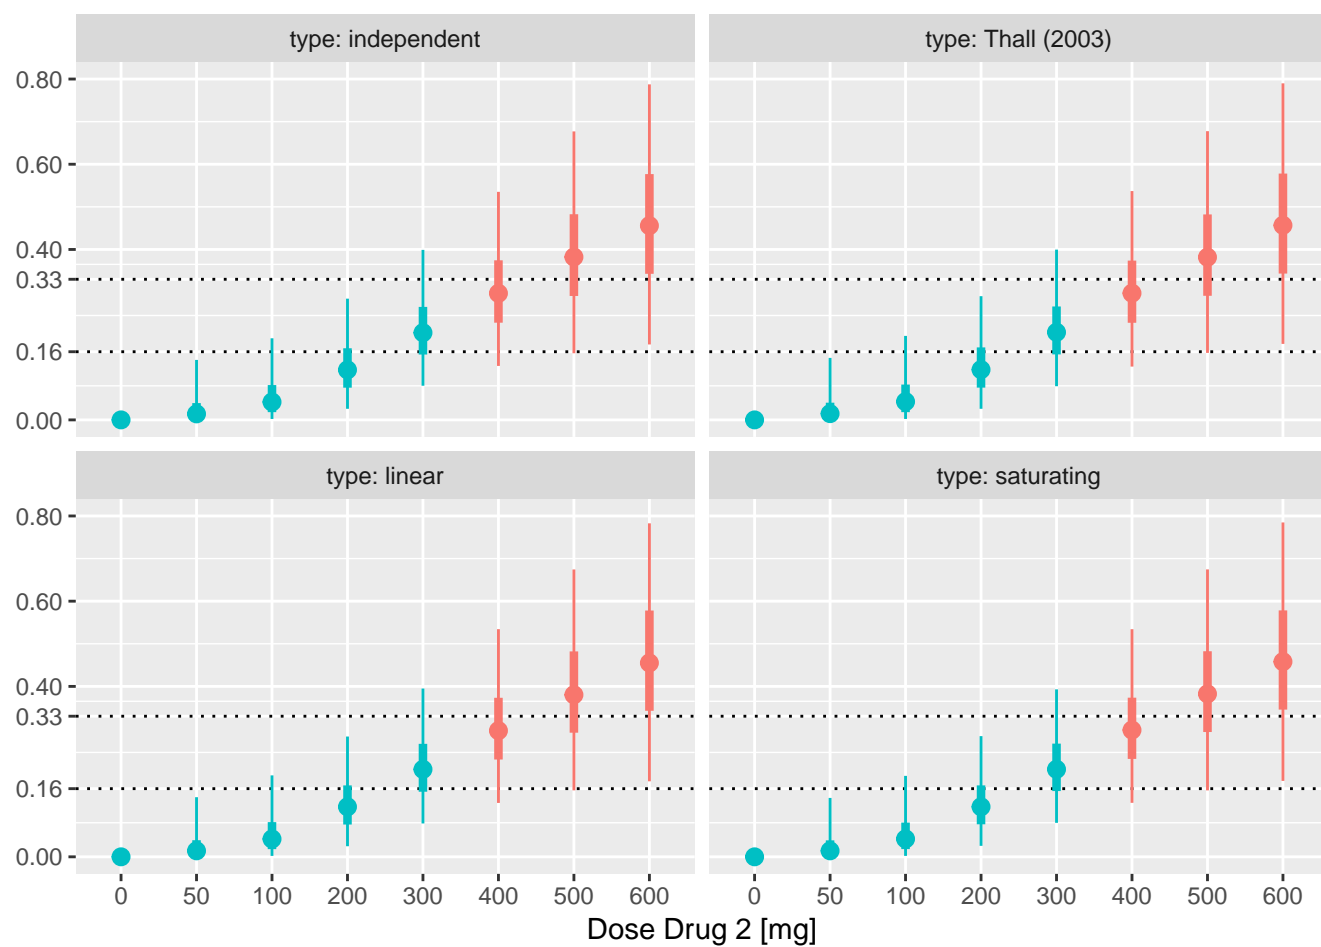 type: independent
type: Thall (2003)
0.80
0.60
0.40
0.33
0.16
0.00
type: linear
type: saturating
0.80
0.60
0.40
0.33
0.16
0.00
0 50 100 200 300 400 500 600
0 50 100 200 300 400 500 600
Dose Drug 2 [mg]